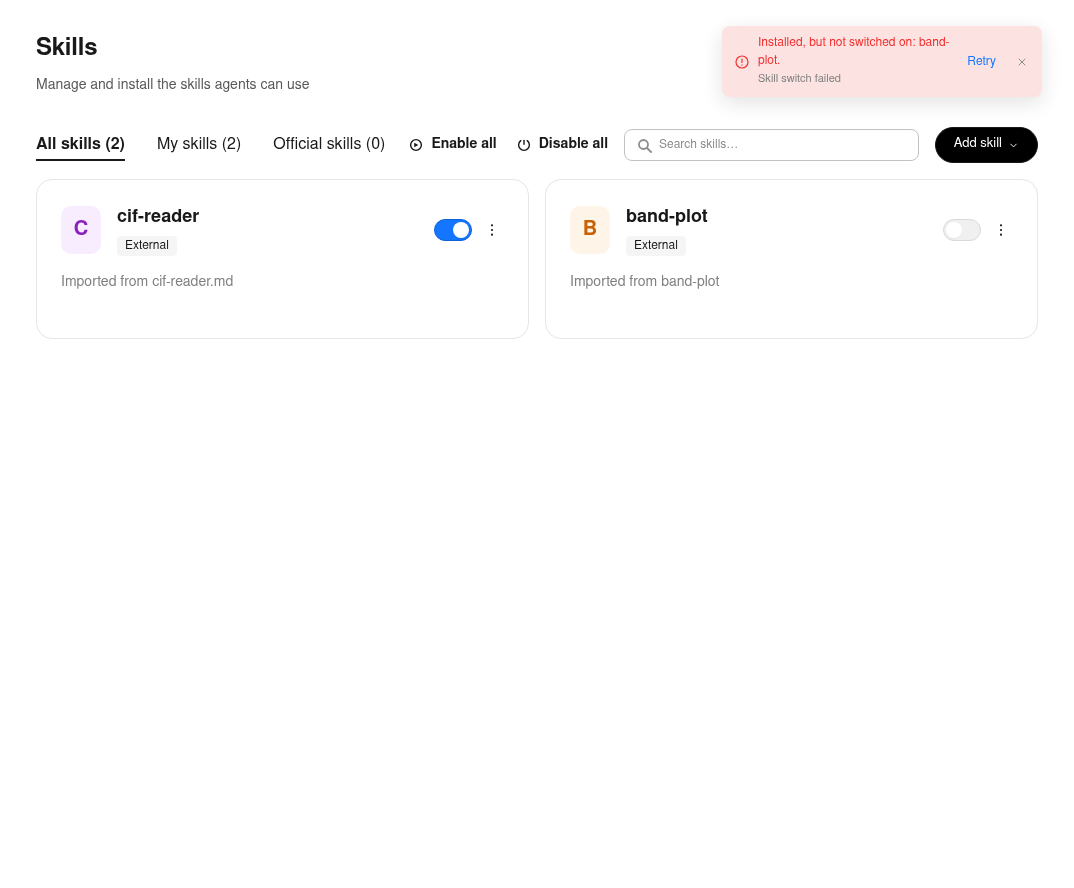 Skills
Manage and install the skills agents can use
Installed, but not switched on: band-
plot.
Skill switch failed
Retry
All skills (2)
My skills (2)
Official skills (0)
Enable all
Disable all
Search skills...
Add skill
C
cif-reader
External
Imported from cif-reader.md
B
band-plot
External
Imported from band-plot